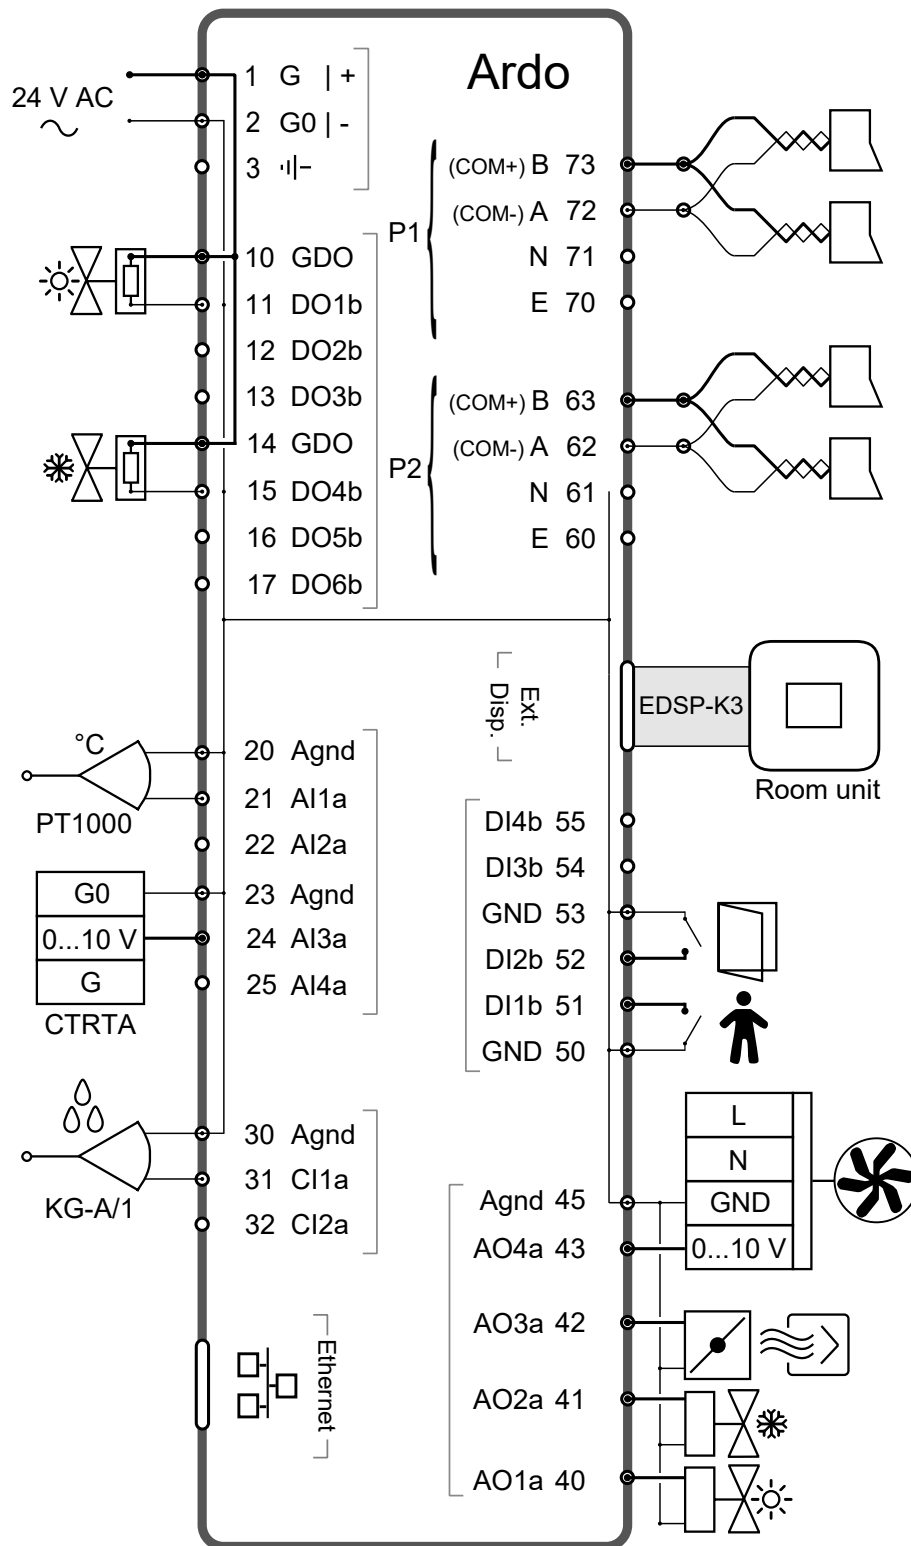 Ardo
24 V AC
1 G | +
2 G0 | -
3
10 GDO
11 DO1b
12 DO2b
13 DO3b
14 GDO
15 DO4b
16 DO5b
17 DO6b
P1
(COM+) B 73
(COM-) A 72
N 71
E 70
P2
(COM+) B 63
(COM-) A 62
N 61
E 60
Ext.
Disp.
EDSP-K3
Room unit
°C
PT1000
20 Agnd
21 AI1a
22 AI2a
23 Agnd
24 AI3a
25 AI4a
G0
0...10 V
G
CTRTA
DI4b 55
DI3b 54
GND 53
DI2b 52
DI1b 51
GND 50
KG-A/1
30 Agnd
31 CI1a
32 CI2a
L
N
GND
0...10 V
Agnd 45
AO4a 43
AO3a 42
AO2a 41
AO1a 40
Ethernet